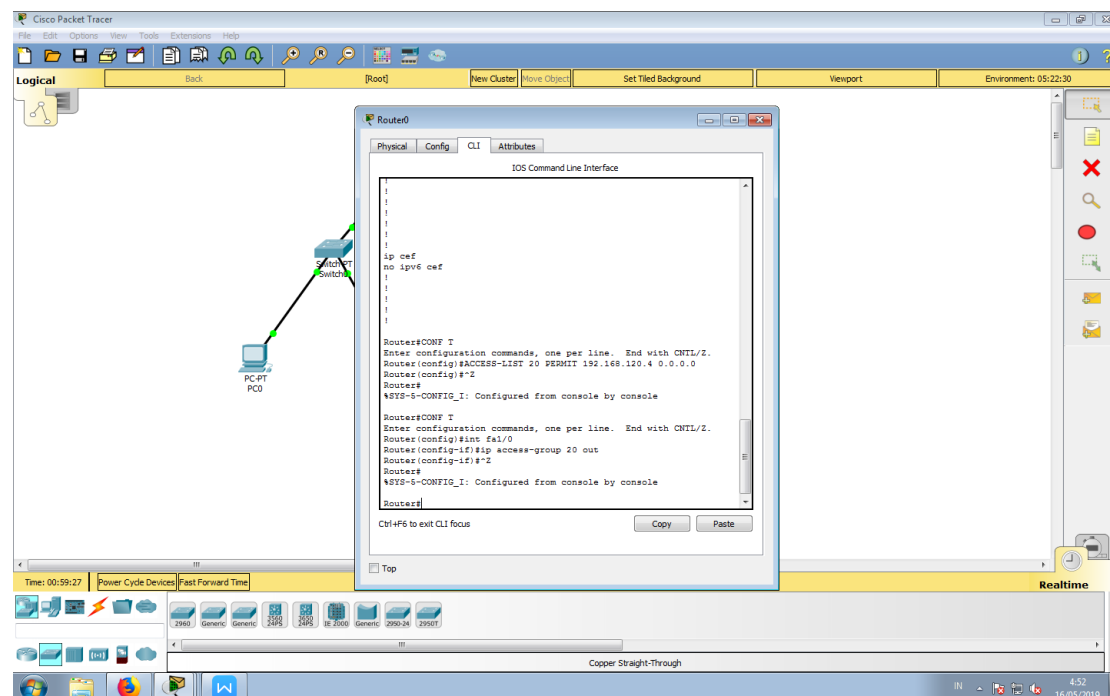 Cisco Packet Tracer
File Edit Options View Tools Extensions Help
Logical
Back
[Root]
New Cluster
Move Object
Set Tiled Background
Viewport
Environment: 05:22:30
Router0
Physical Config CLI Attributes
IOS Command Line Interface
!
!
!
!
!
!
ip cef
no ipv6 cef
!
!
!
!
!
Router#CONF T
Enter configuration commands, one per line. End with CNTL/Z.
Router(config)#ACCESS-LIST 20 PERMIT 192.168.120.4 0.0.0.0
Router(config)#^Z
Router#
%SYS-5-CONFIG_I: Configured from console by console
Router#CONF T
Enter configuration commands, one per line. End with CNTL/Z.
Router(config)#int fa1/0
Router(config-if)#ip access-group 20 out
Router(config-if)#^Z
Router#
%SYS-5-CONFIG_I: Configured from console by console
Router#
Ctrl+F6 to exit CLI focus
Copy
Paste
Top
Switch-PT
Switch0
PC-PT
PC0
Time: 00:59:27
Power Cycle Devices
Fast Forward Time
Realtime
2960
Generic
Generic
3560 24PS
3650 24PS
IE 2000
Generic
2950-24
2950T
Copper Straight-Through
IN
4:52
16/05/2019